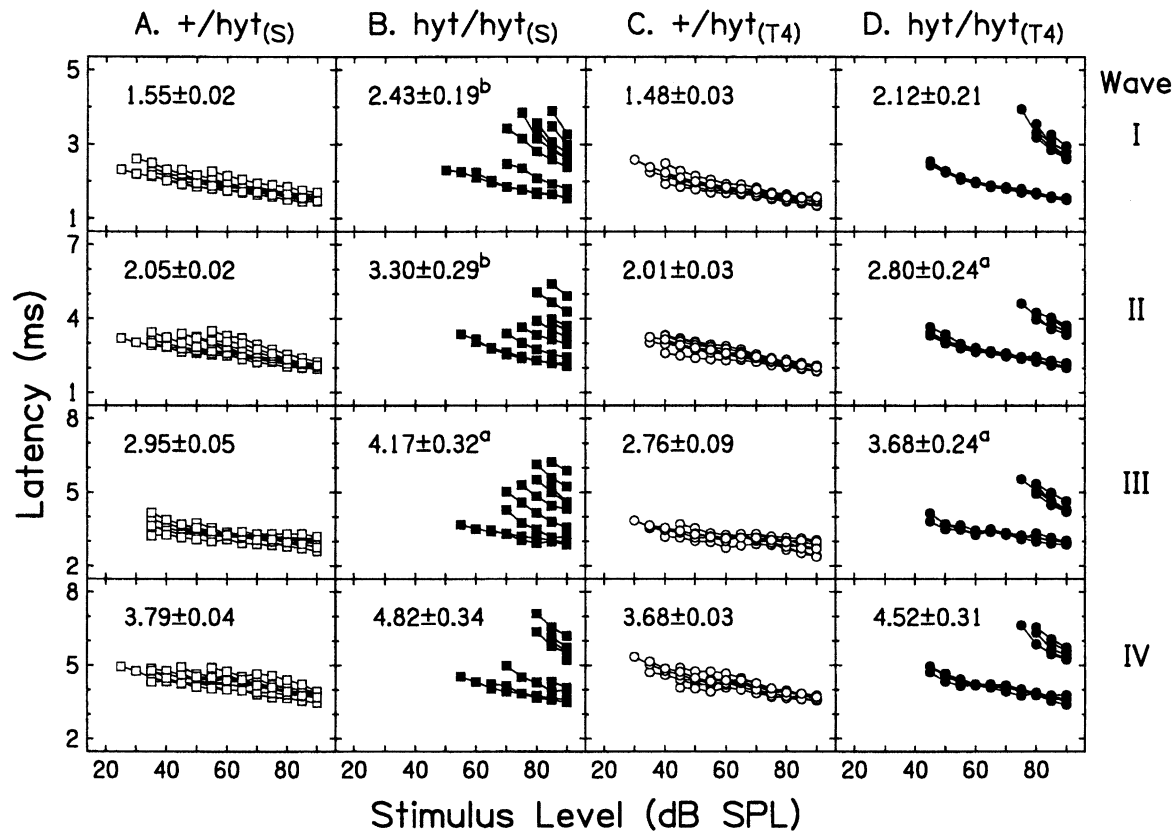 A. +/hyt(S) B. hyt/hyt(S) C. +/hyt(T4) D. hyt/hyt(T4)
Wave
5
3
1
1.55±0.02 2.43±0.19b 1.48±0.03 2.12±0.21
I
7
4
1
2.05±0.02 3.30±0.29b 2.01±0.03 2.80±0.24a
II
8
5
2
2.95±0.05 4.17±0.32a 2.76±0.09 3.68±0.24a
III
8
5
2
3.79±0.04 4.82±0.34 3.68±0.03 4.52±0.31
IV
Latency (ms)
20 40 60 80 20 40 60 80 20 40 60 80 20 40 60 80
Stimulus Level (dB SPL)